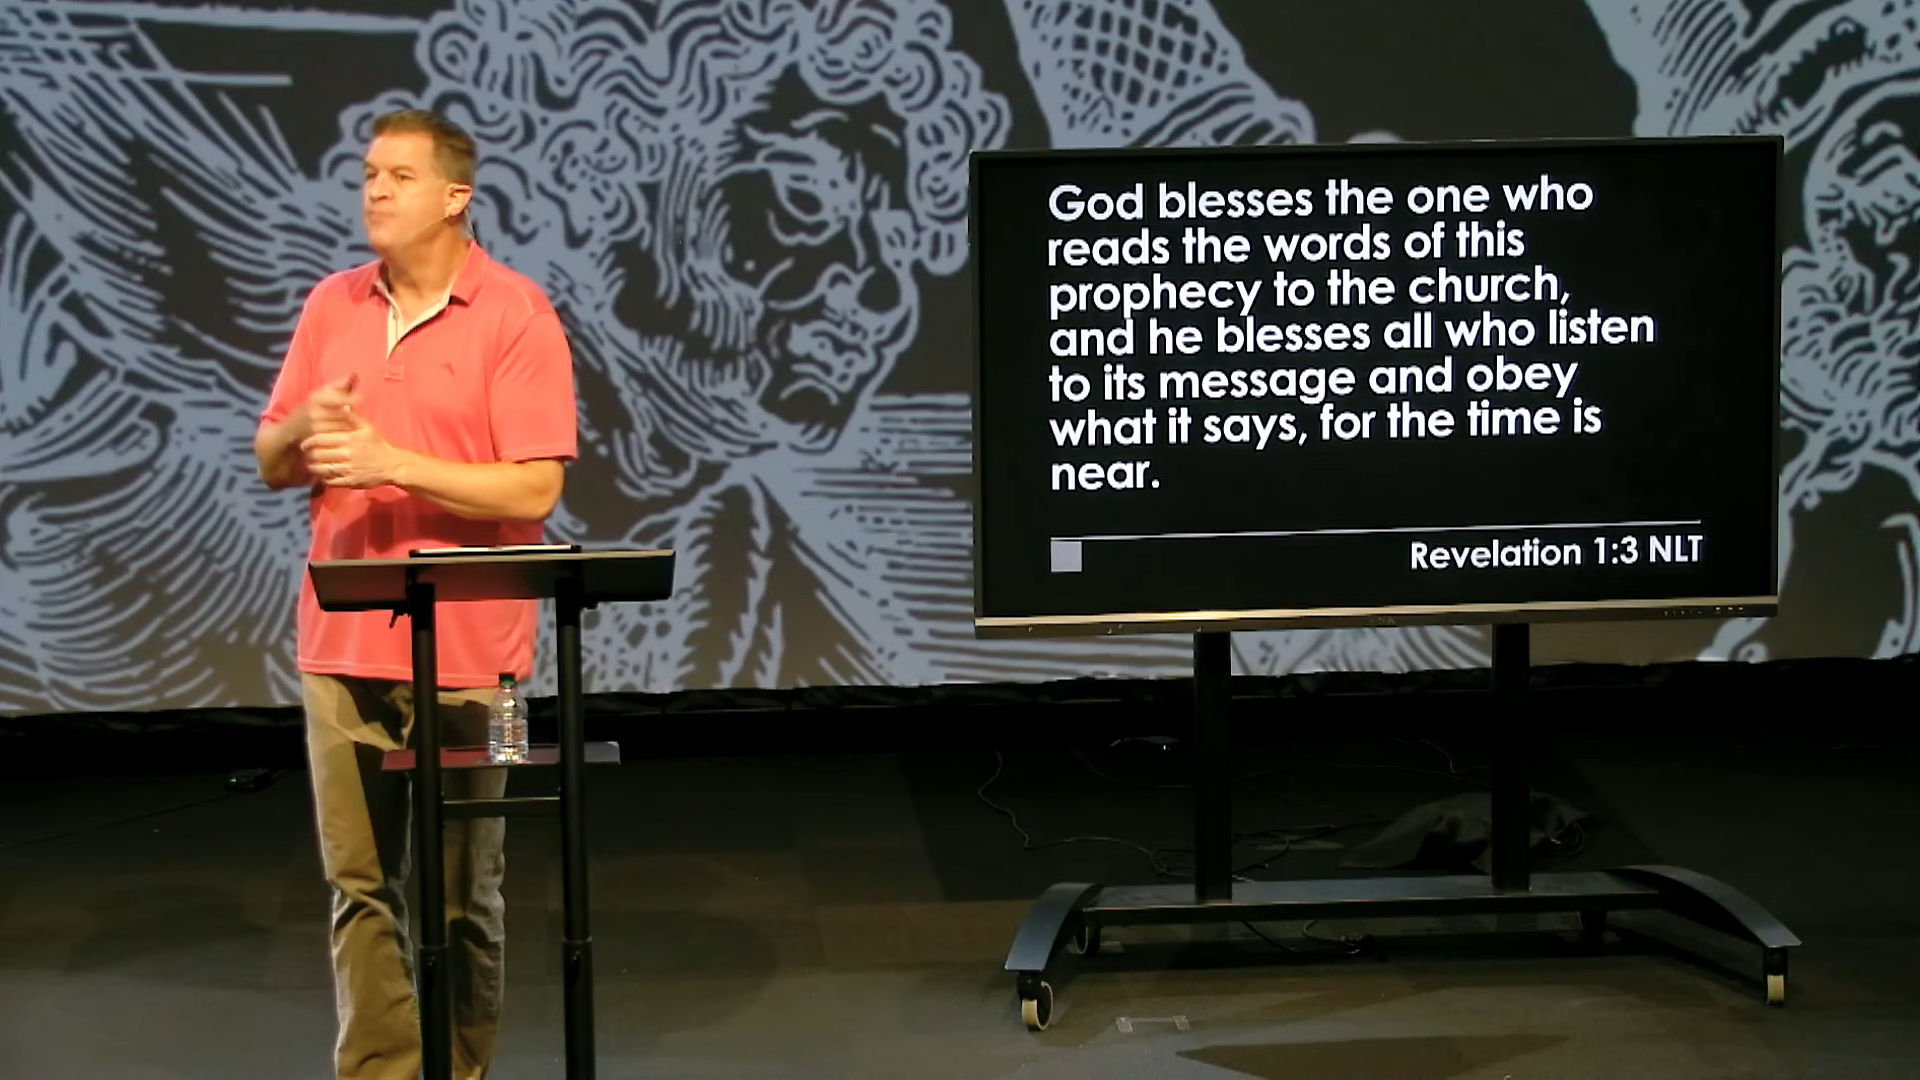 God blesses the one who
reads the words of this
prophecy to the church,
and he blesses all who listen
to its message and obey
what it says, for the time is
near.
Revelation 1:3 NLT